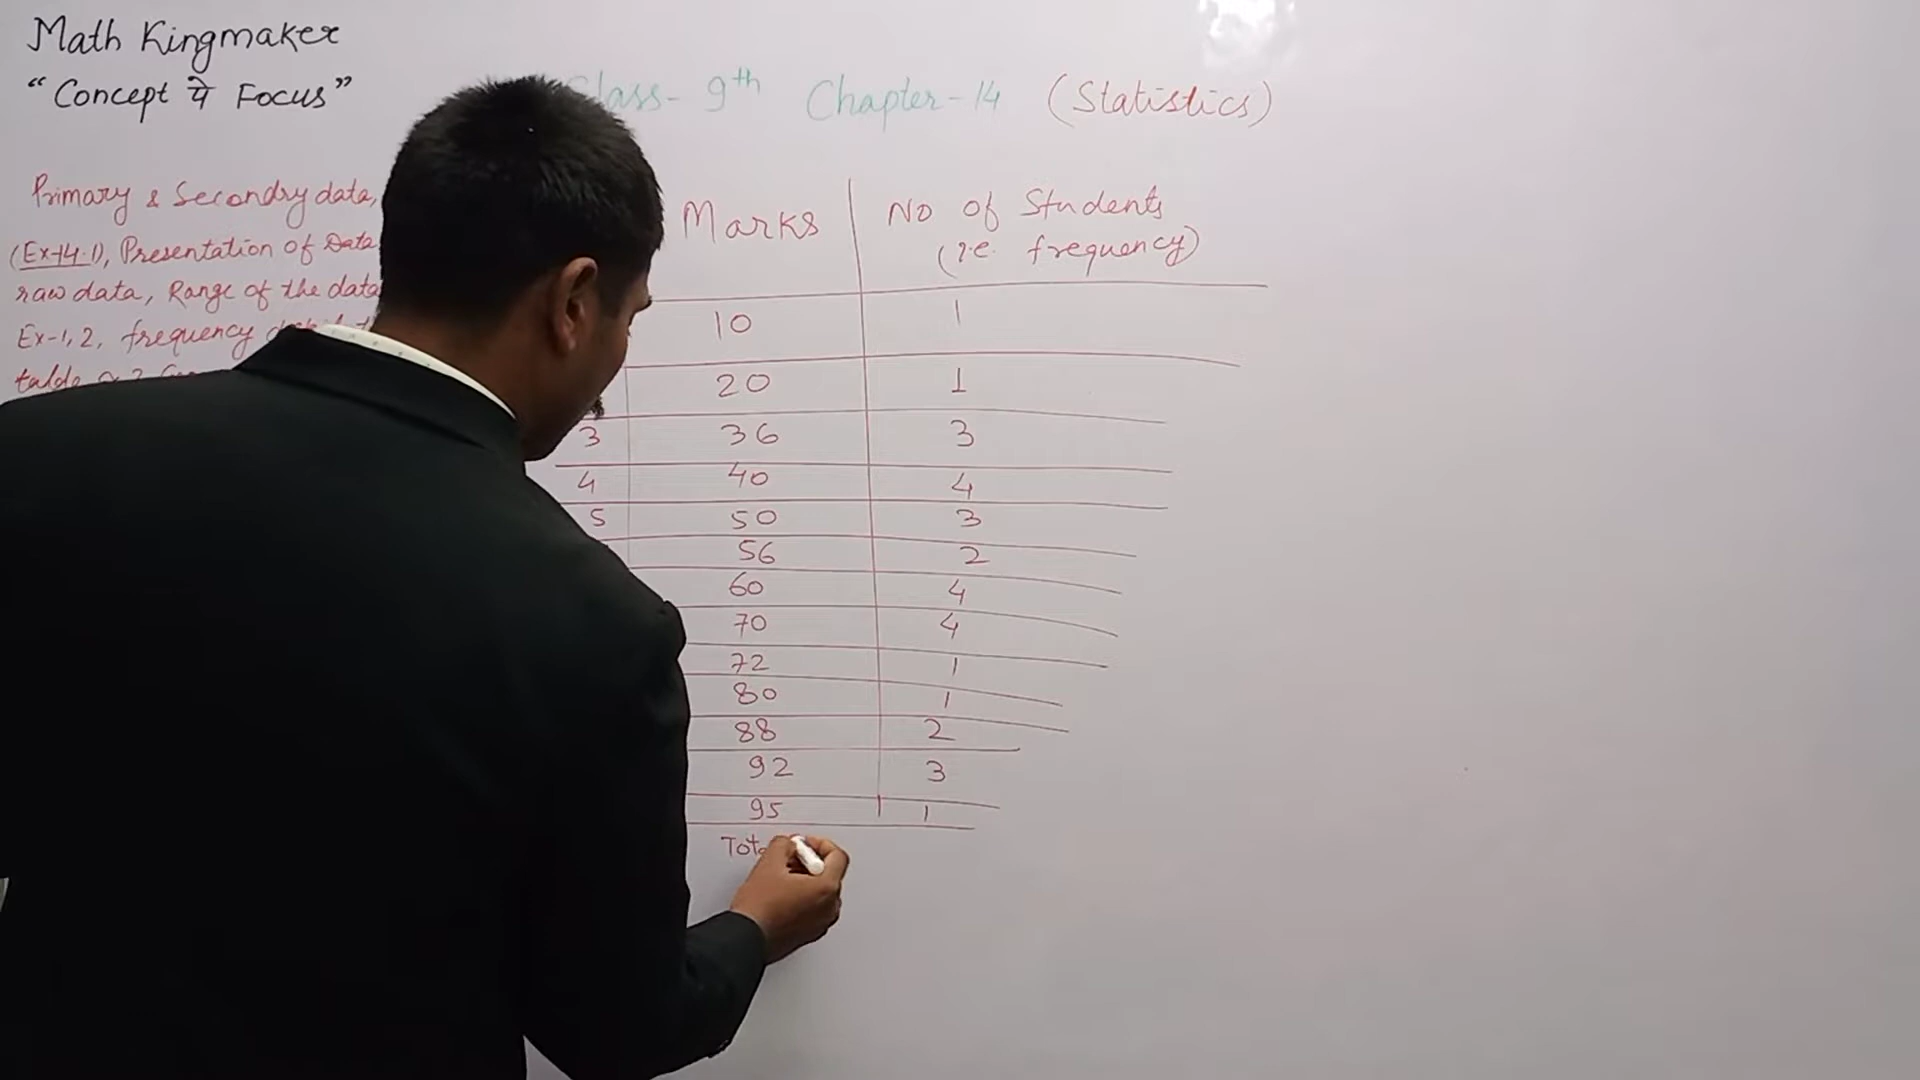 Math Kingmaker
"Concept पे Focus"
Class- 9th Chapter-14 (Statistics)
Primary & Secondry data,
(Ex-14.1), Presentation of Data
raw data, Range of the data
Ex-1,2, frequency
table
Marks No of Students
(i.e. frequency)
10 1
20 1
3 36 3
4 40 4
5 50 3
56 2
60 4
70 4
72 1
80 1
88 2
92 3
95 1
Tot